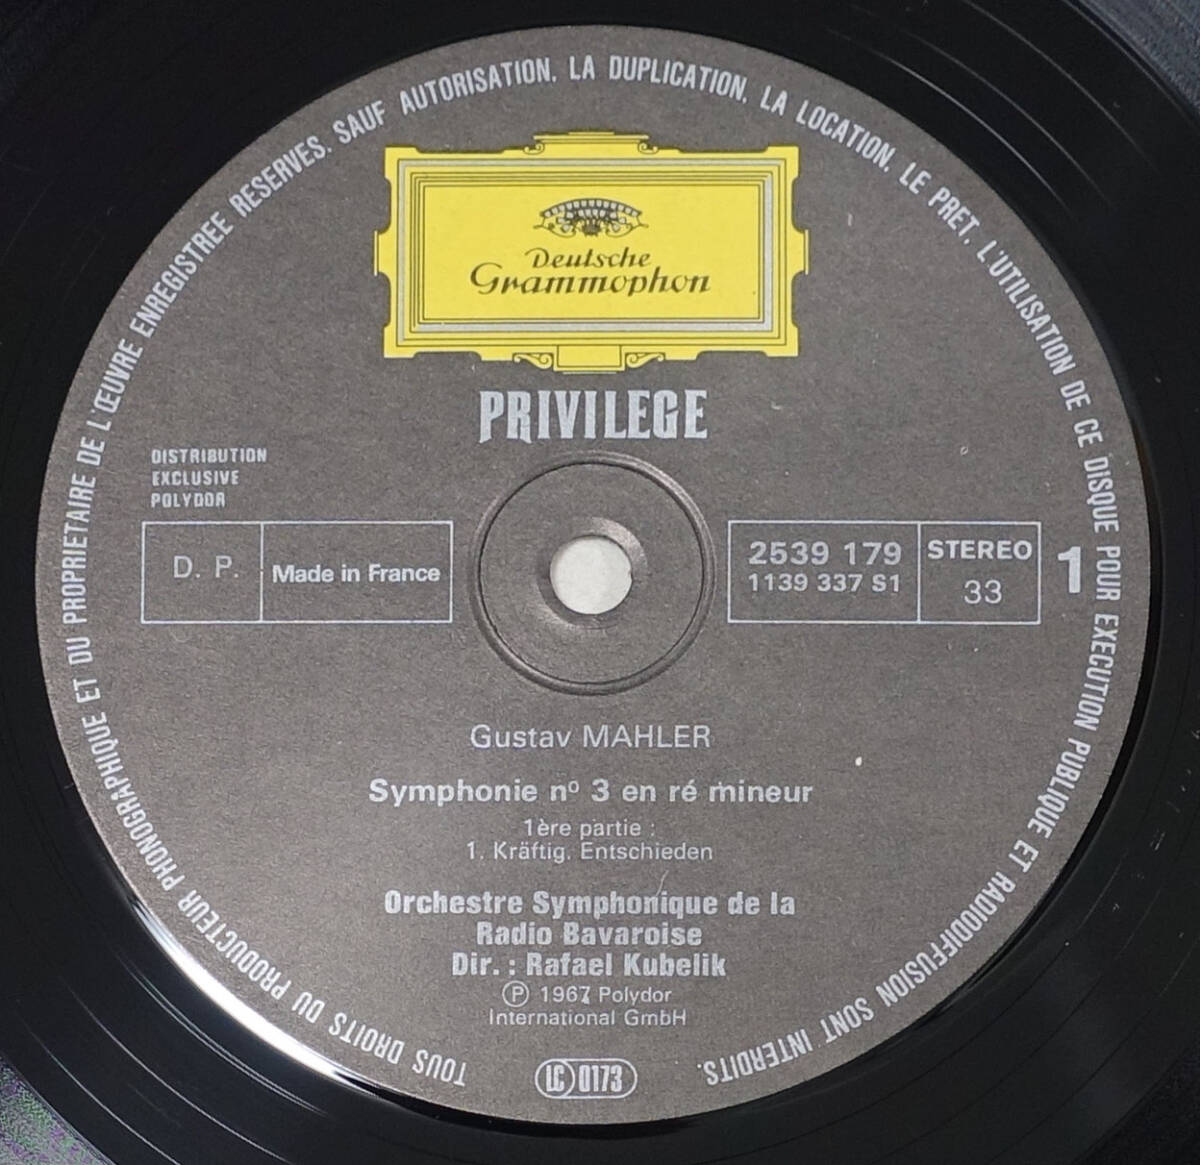 TOUS DROITS DU PRODUCTEUR PHONOGRAPHIQUE ET DU PROPRIETAIRE DE L'ŒUVRE ENREGISTREE RESERVES. SAUF AUTORISATION, LA DUPLICATION, LA LOCATION, LE PRET, L'UTILISATION DE CE DISQUE POUR EXECUTION PUBLIQUE ET RADIODIFFUSION SONT INTERDITS.
Deutsche
Grammophon
PRIVILEGE
DISTRIBUTION
EXCLUSIVE
POLYDOR
D. P. Made in France
2539 179
1139 337 S1
STEREO
33
1
Gustav MAHLER
Symphonie nº 3 en ré mineur
1ère partie :
1. Kräftig. Entschieden
Orchestre Symphonique de la
Radio Bavaroise
Dir. : Rafael Kubelik
℗ 1967 Polydor
International GmbH
LC 0173